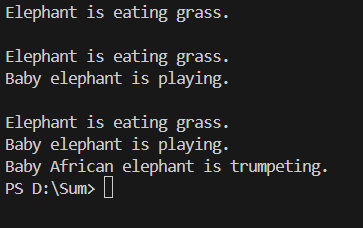 Elephant is eating grass.
Elephant is eating grass.
Baby elephant is playing.
Elephant is eating grass.
Baby elephant is playing.
Baby African elephant is trumpeting.
PS D:\Sum>